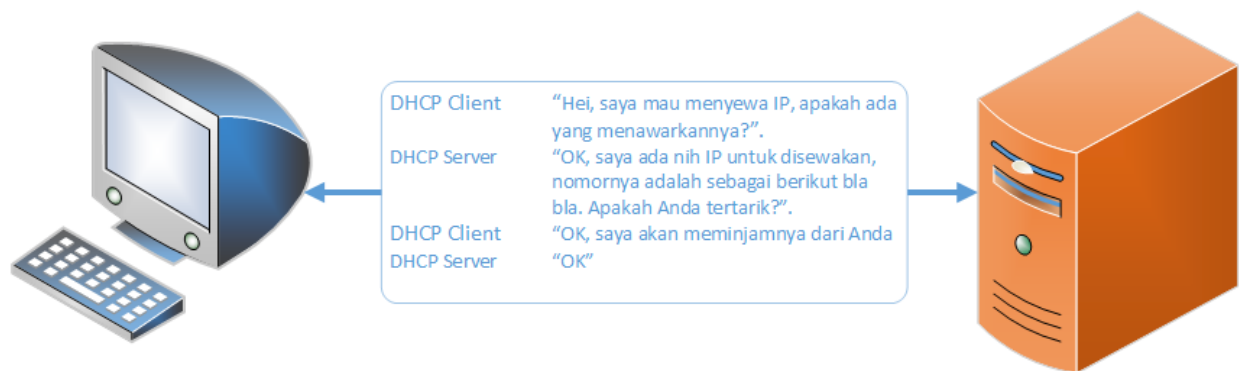 DHCP Client “Hei, saya mau menyewa IP, apakah ada
yang menawarkannya?”.
DHCP Server “OK, saya ada nih IP untuk disewakan,
nomornya adalah sebagai berikut bla
bla. Apakah Anda tertarik?”.
DHCP Client “OK, saya akan meminjamnya dari Anda
DHCP Server “OK”